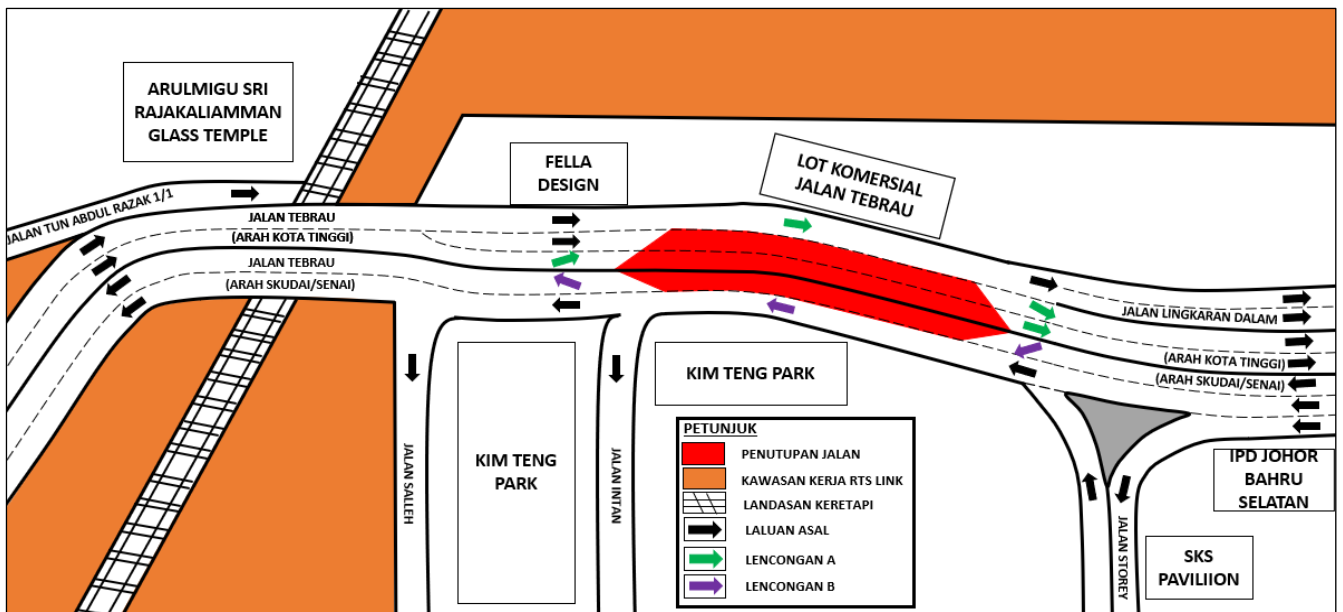 ARULMIGU SRI
RAJAKALIAMMAN
GLASS TEMPLE
FELLA
DESIGN
LOT KOMERSIAL
JALAN TEBRAU
JALAN TUN ABDUL RAZAK 1/1
JALAN TEBRAU
(ARAH KOTA TINGGI)
JALAN TEBRAU
(ARAH SKUDAI/SENAI)
JALAN LINGKARAN DALAM
(ARAH KOTA TINGGI)
(ARAH SKUDAI/SENAI)
JALAN SALLEH
KIM TENG
PARK
JALAN INTAN
KIM TENG PARK
PETUNJUK
PENUTUPAN JALAN
KAWASAN KERJA RTS LINK
LANDASAN KERETAPI
LALUAN ASAL
LENCONGAN A
LENCONGAN B
JALAN STOREY
IPD JOHOR
BAHRU
SELATAN
SKS
PAVILIION